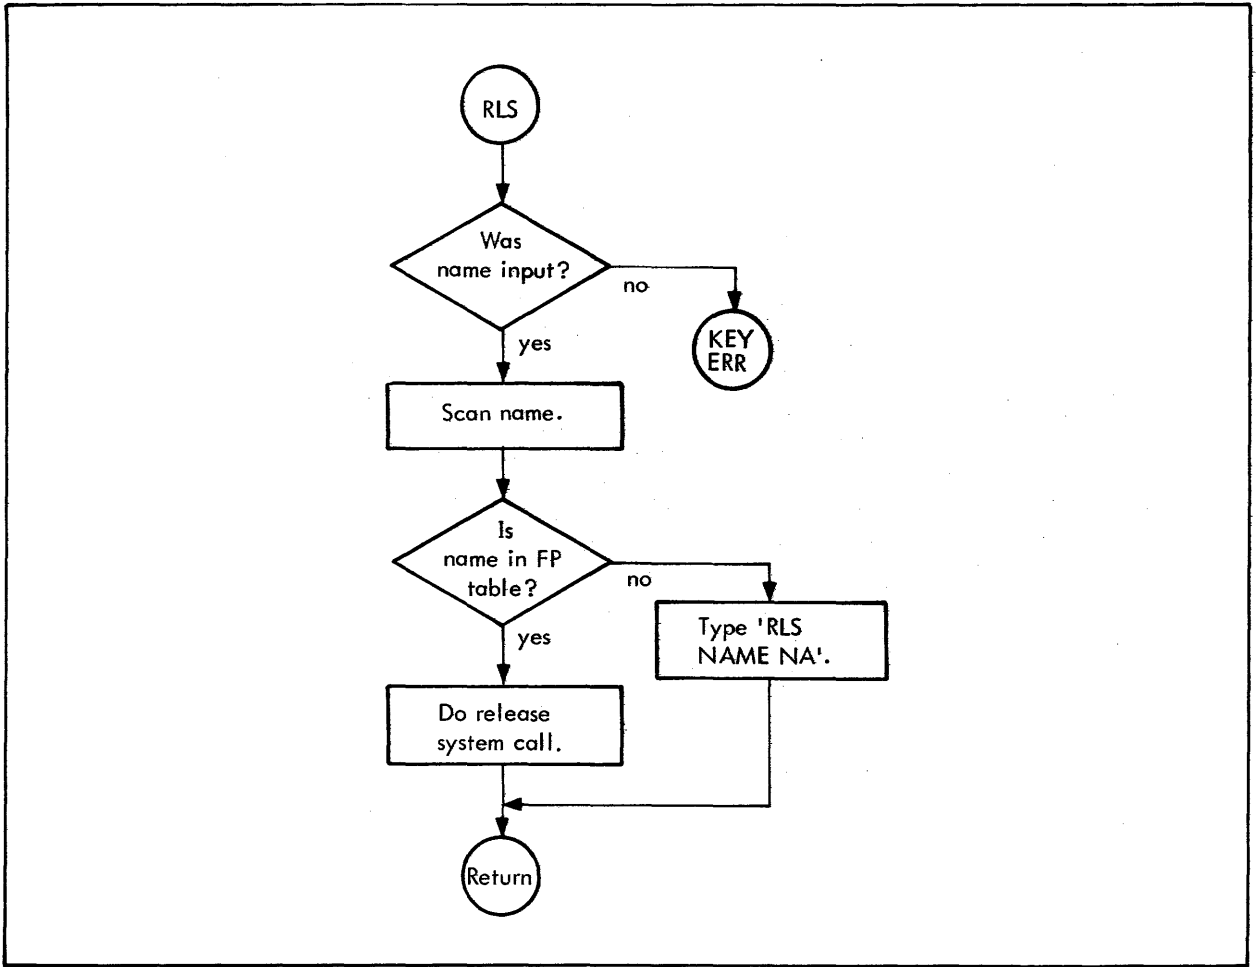 RLS
Was
name input?
no
yes
KEY
ERR
Scan name.
Is
name in FP
table?
no
yes
Type 'RLS
NAME NA'.
Do release
system call.
Return